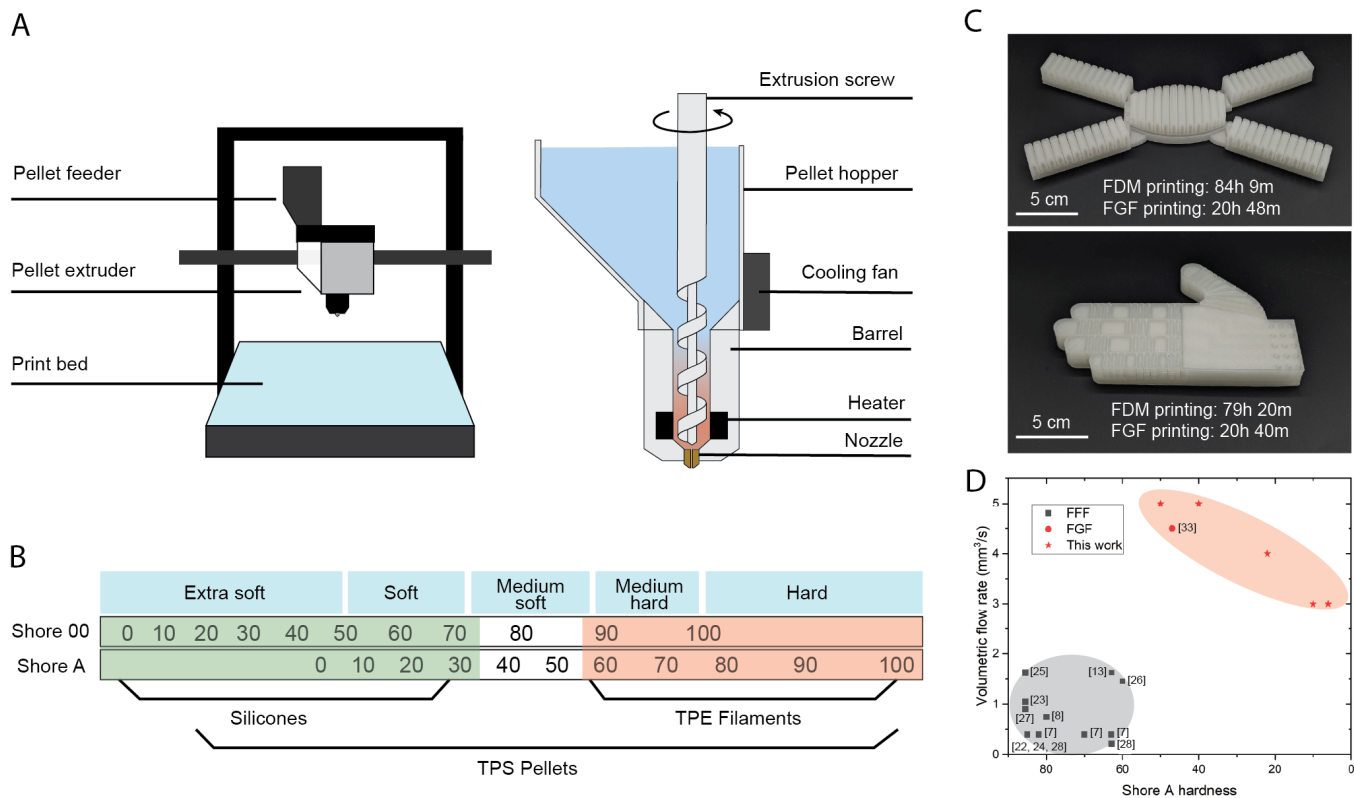 A
Pellet feeder
Pellet extruder
Print bed
Extrusion screw
Pellet hopper
Cooling fan
Barrel
Heater
Nozzle
B
Extra soft
Soft
Medium
soft
Medium
hard
Hard
Shore 00
0 10 20 30 40 50 60 70 80 90 100
Shore A
0 10 20 30 40 50 60 70 80 90 100
Silicones
TPE Filaments
TPS Pellets
C
FDM printing: 84h 9m
FGF printing: 20h 48m
5 cm
FDM printing: 79h 20m
FGF printing: 20h 40m
5 cm
D
FFF
FGF
This work
[33]
[25]
[13]
[26]
[23]
[27]
[8]
[7]
[7]
[7]
[22, 24, 28]
[28]
Volumetric flow rate (mm³/s)
5
4
3
2
1
0
80 60 40 20 0
Shore A hardness